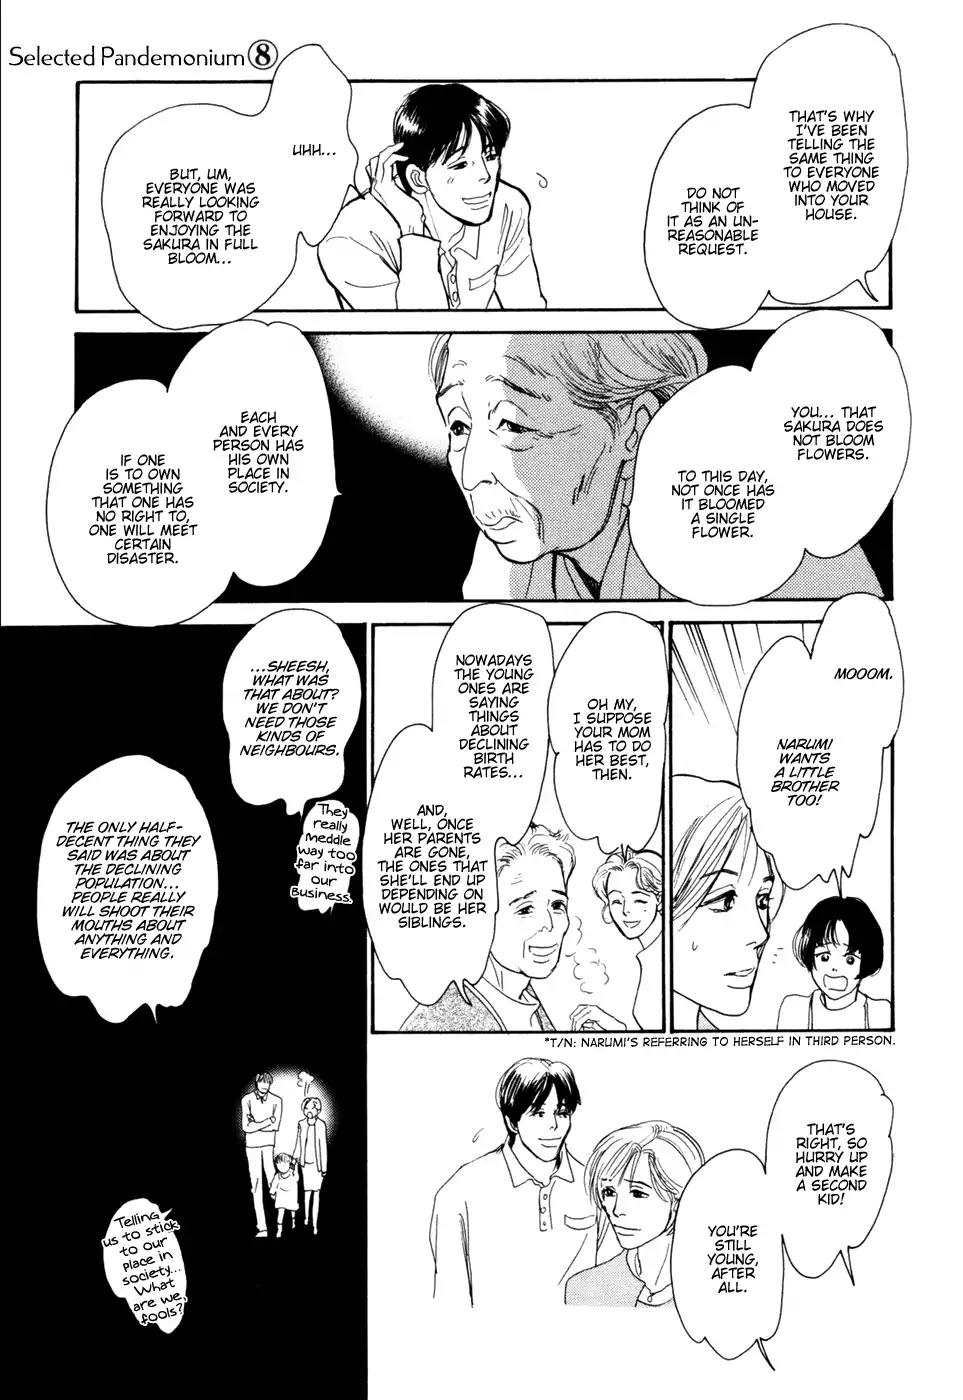 Selected Pandemonium 8
THAT'S WHY
I'VE BEEN
TELLING THE
SAME THING
TO EVERYONE
WHO MOVED
INTO YOUR
HOUSE.
DO NOT
THINK OF
IT AS AN UN-
REASONABLE
REQUEST.
UHH...
BUT, UM,
EVERYONE WAS
REALLY LOOKING
FORWARD TO
ENJOYING THE
SAKURA IN FULL
BLOOM...
YOU... THAT
SAKURA DOES
NOT BLOOM
FLOWERS.
TO THIS DAY,
NOT ONCE HAS
IT BLOOMED
A SINGLE
FLOWER.
EACH
AND EVERY
PERSON HAS
HIS OWN
PLACE IN
SOCIETY.
IF ONE
IS TO OWN
SOMETHING
THAT ONE HAS
NO RIGHT TO,
ONE WILL MEET
CERTAIN
DISASTER.
MOOOM.
NARUMI
WANTS
A LITTLE
BROTHER
TOO!
OH MY,
I SUPPOSE
YOUR MOM
HAS TO DO
HER BEST,
THEN.
NOWADAYS
THE YOUNG
ONES ARE
SAYING
THINGS
ABOUT
DECLINING
BIRTH
RATES...
AND,
WELL, ONCE
HER PARENTS
ARE GONE,
THE ONES THAT
SHE'LL END UP
DEPENDING ON
WOULD BE HER
SIBLINGS.
*T/N: NARUMI'S REFERRING TO HERSELF IN THIRD PERSON.
THAT'S
RIGHT, SO
HURRY UP
AND MAKE
A SECOND
KID!
YOU'RE
STILL
YOUNG,
AFTER
ALL.
...SHEESH,
WHAT WAS
THAT ABOUT?
WE DON'T
NEED THOSE
KINDS OF
NEIGHBOURS.
They
really
meddle
way too
far into
our
business.
THE ONLY HALF-
DECENT THING THEY
SAID WAS ABOUT
THE DECLINING
POPULATION...
PEOPLE REALLY
WILL SHOOT THEIR
MOUTHS ABOUT
ANYTHING AND
EVERYTHING.
Telling
us to stick
to our
place in
society...
What
are we,
fools?